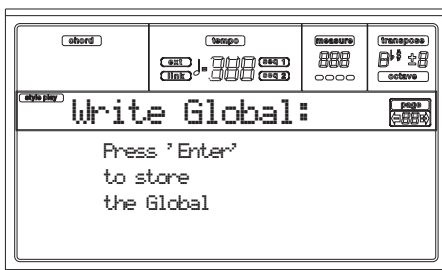 chord tempo measure transpose
ext seq 1
link seq 2
octave
style play page
Write Global:
Press 'Enter'
to store
the Global